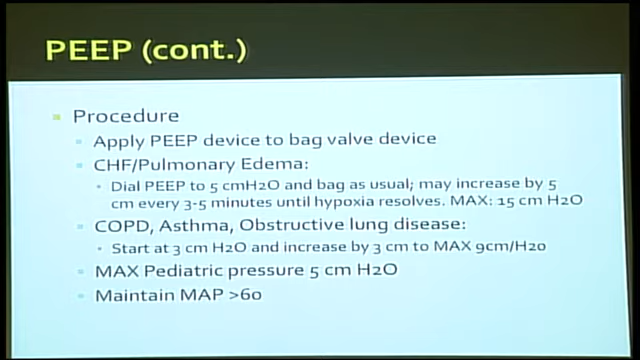 PEEP (cont.)
Procedure
Apply PEEP device to bag valve device
CHF/Pulmonary Edema:
Dial PEEP to 5 cmH2O and bag as usual; may increase by 5
cm every 3-5 minutes until hypoxia resolves. MAX: 15 cm H2O
COPD, Asthma, Obstructive lung disease:
Start at 3 cm H2O and increase by 3 cm to MAX 9cm/H20
MAX Pediatric pressure 5 cm H2O
Maintain MAP >60